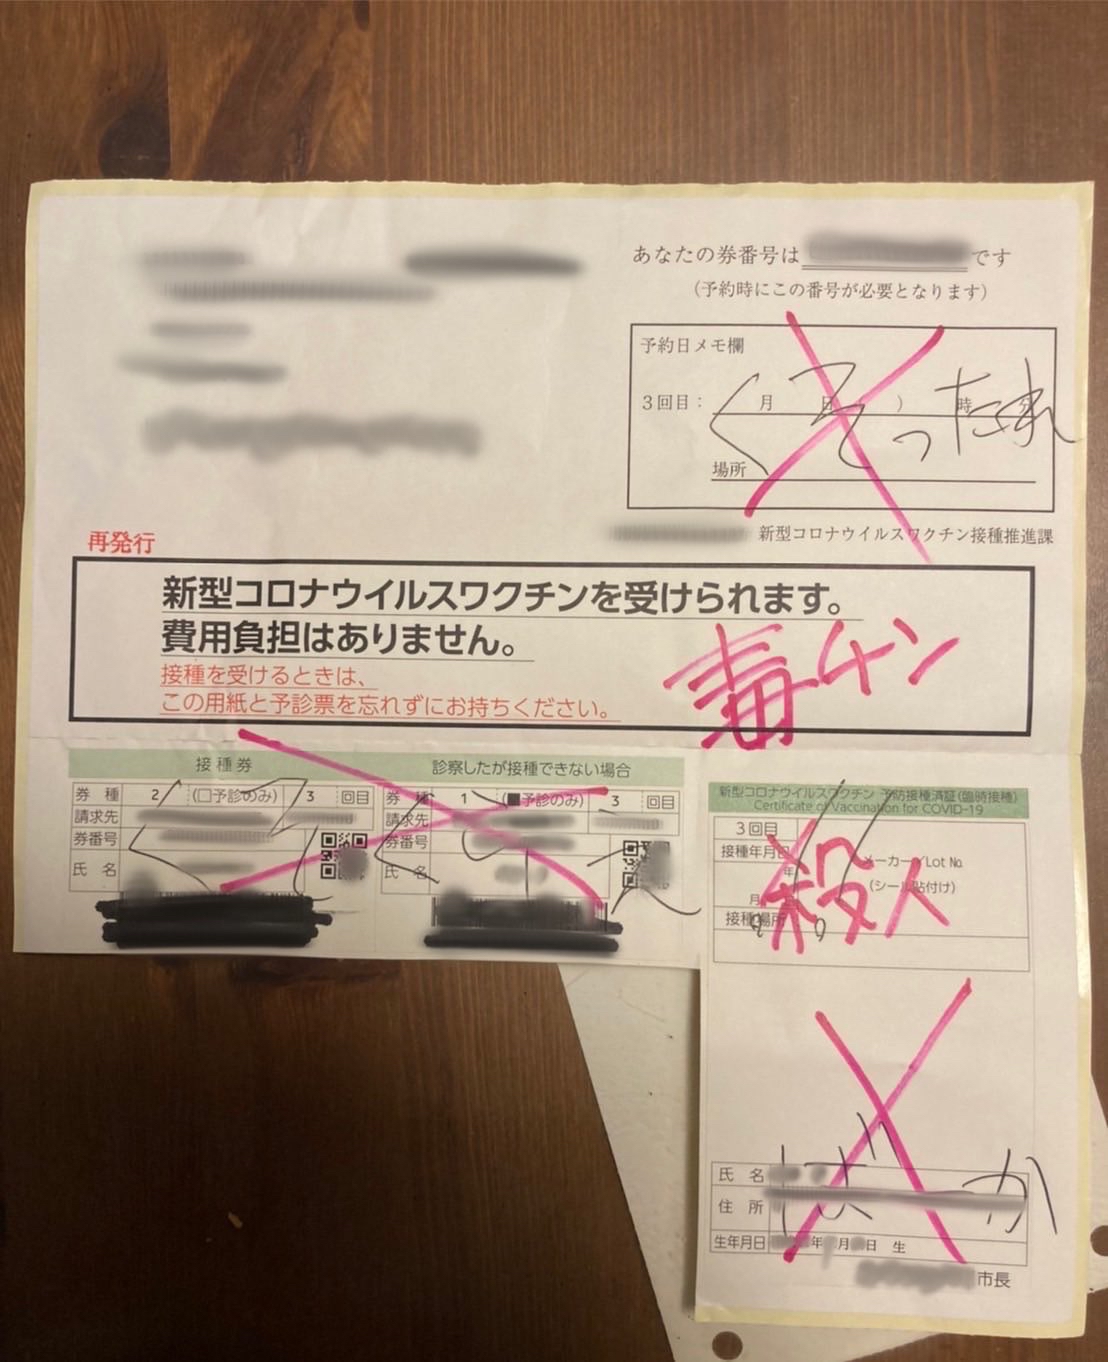 あなたの券番号は です
(予約時にこの番号が必要となります)
予約日メモ欄
3回目： 月 日 ） 時 分
場所
くそったれ
新型コロナウイルスワクチン接種推進課
再発行
新型コロナウイルスワクチンを受けられます。
費用負担はありません。
接種を受けるときは、
この用紙と予診票を忘れずにお持ちください。
毒チン
接種券
券種 2 (□予診のみ) 3 回目
請求先
券番号
氏名
診察したが接種できない場合
券種 1 (■予診のみ) 3 回目
請求先
券番号
氏名
新型コロナウイルスワクチン 予防接種済証(臨時接種)
Certificate of Vaccination for COVID-19
3回目
接種年月日
メーカー/Lot No.
年
(シール貼付け)
月
接種場所
殺人
氏名
住所
ばか
生年月日 年 月 日 生
市長